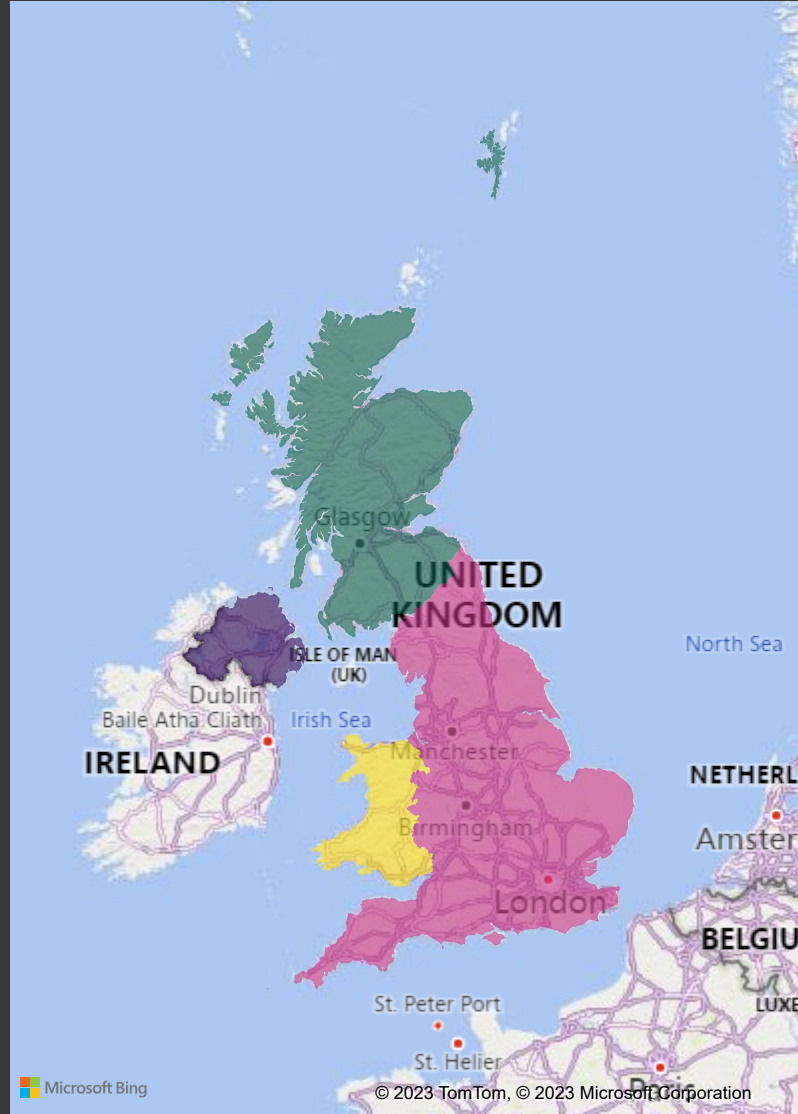 Glasgow
UNITED
KINGDOM
ISLE OF MAN
(UK)
North Sea
Dublin
Baile Atha Cliath
Irish Sea
IRELAND
Manchester
NETHERL
Birmingham
Amster
London
BELGIU
St. Peter Port
LUXE
St. Helier
Paris
Microsoft Bing
© 2023 TomTom, © 2023 Microsoft Corporation